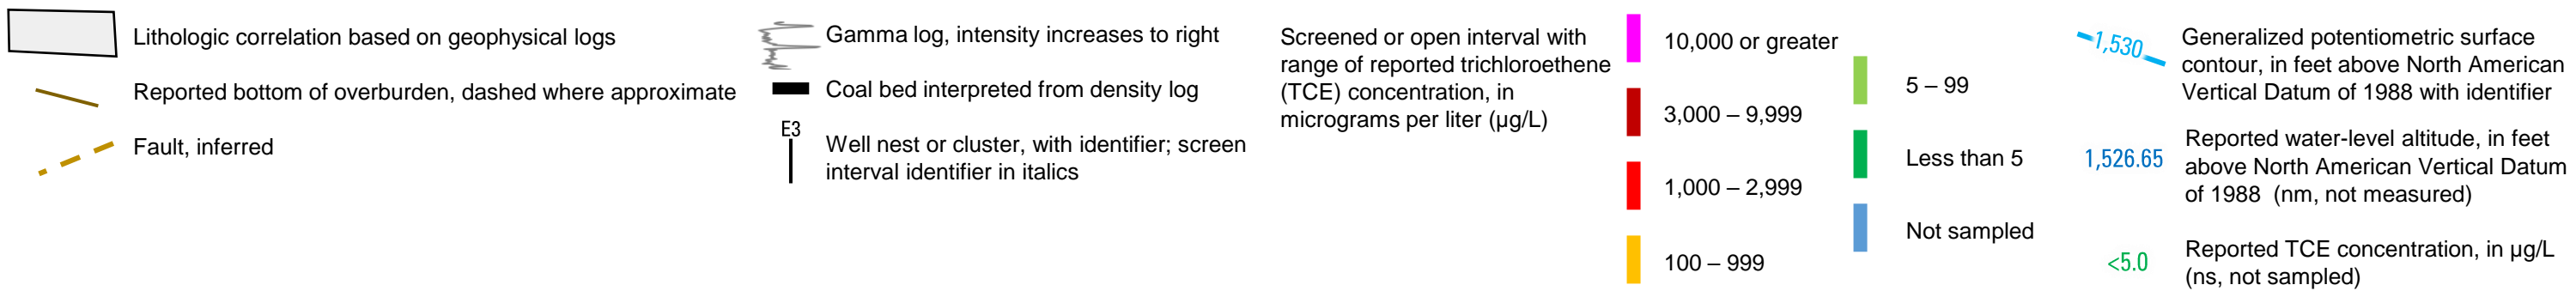 Lithologic correlation based on geophysical logs
Reported bottom of overburden, dashed where approximate
Fault, inferred
Gamma log, intensity increases to right
Coal bed interpreted from density log
E3
Well nest or cluster, with identifier; screen
interval identifier in italics
Screened or open interval with
range of reported trichloroethene
(TCE) concentration, in
micrograms per liter (µg/L)
10,000 or greater
3,000 – 9,999
1,000 – 2,999
100 – 999
5 – 99
Less than 5
Not sampled
1,530
Generalized potentiometric surface
contour, in feet above North American
Vertical Datum of 1988 with identifier
1,526.65
Reported water-level altitude, in feet
above North American Vertical Datum
of 1988 (nm, not measured)
<5.0
Reported TCE concentration, in µg/L
(ns, not sampled)